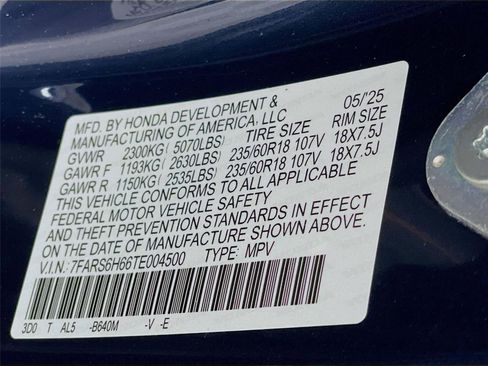 MFD. BY HONDA DEVELOPMENT & 05/'25
MANUFACTURING OF AMERICA, LLC
GVWR 2300KG (5070LBS) TIRE SIZE RIM SIZE
GAWR F 1193KG (2630LBS) 235/60R18 107V 18X7.5J
GAWR R 1150KG (2535LBS) 235/60R18 107V 18X7.5J
THIS VEHICLE CONFORMS TO ALL APPLICABLE
FEDERAL MOTOR VEHICLE SAFETY
AND THEFT PREVENTION STANDARDS IN EFFECT
ON THE DATE OF MANUFACTURE SHOWN ABOVE.
V.I.N: 7FARS6H66TE004500 TYPE: MPV
3D0 T AL5 -B640M -V -E